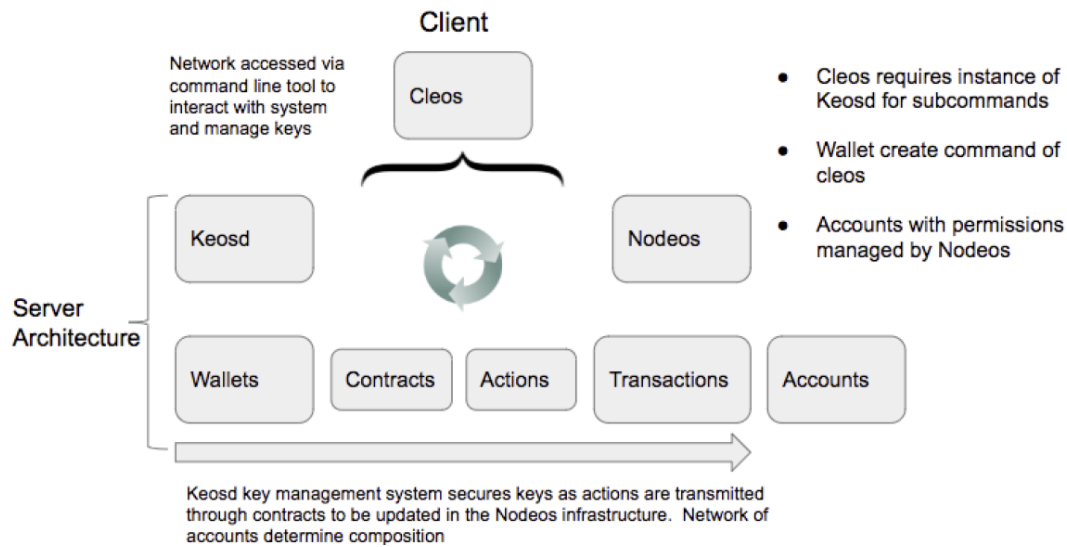 Client
Network accessed via
command line tool to
interact with system
and manage keys
Cleos
● Cleos requires instance of
Keosd for subcommands
● Wallet create command of
cleos
● Accounts with permissions
managed by Nodeos
Keosd
Nodeos
Server
Architecture
Wallets
Contracts
Actions
Transactions
Accounts
Keosd key management system secures keys as actions are transmitted
through contracts to be updated in the Nodeos infrastructure. Network of
accounts determine composition